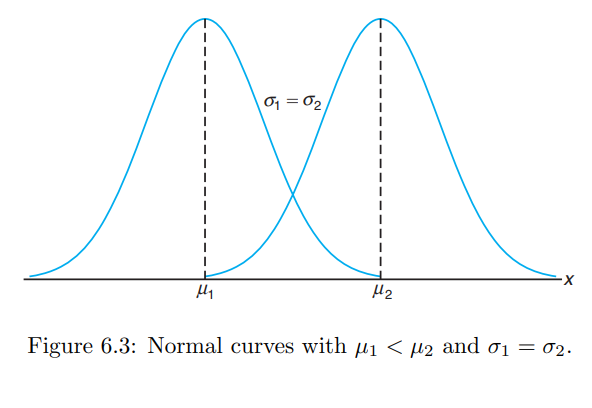 σ₁ = σ₂
x
μ₁
μ₂
Figure 6.3: Normal curves with μ₁ < μ₂ and σ₁ = σ₂.